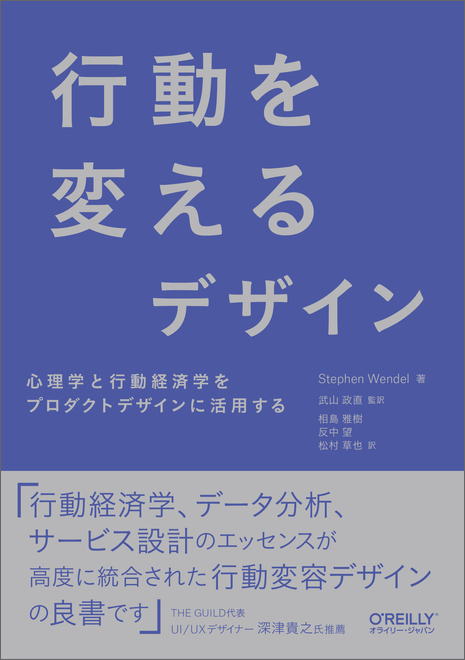 行動を
変える
デザイン
心理学と行動経済学を
プロダクトデザインに活用する
Stephen Wendel 著
武山 政直 監訳
相島 雅樹
反中 望
松村 草也 訳
「行動経済学、データ分析、
サービス設計のエッセンスが
高度に統合された行動変容デザイン
の良書です」
THE GUILD代表
UI/UXデザイナー 深津貴之氏推薦
O'REILLY®
オライリー・ジャパン